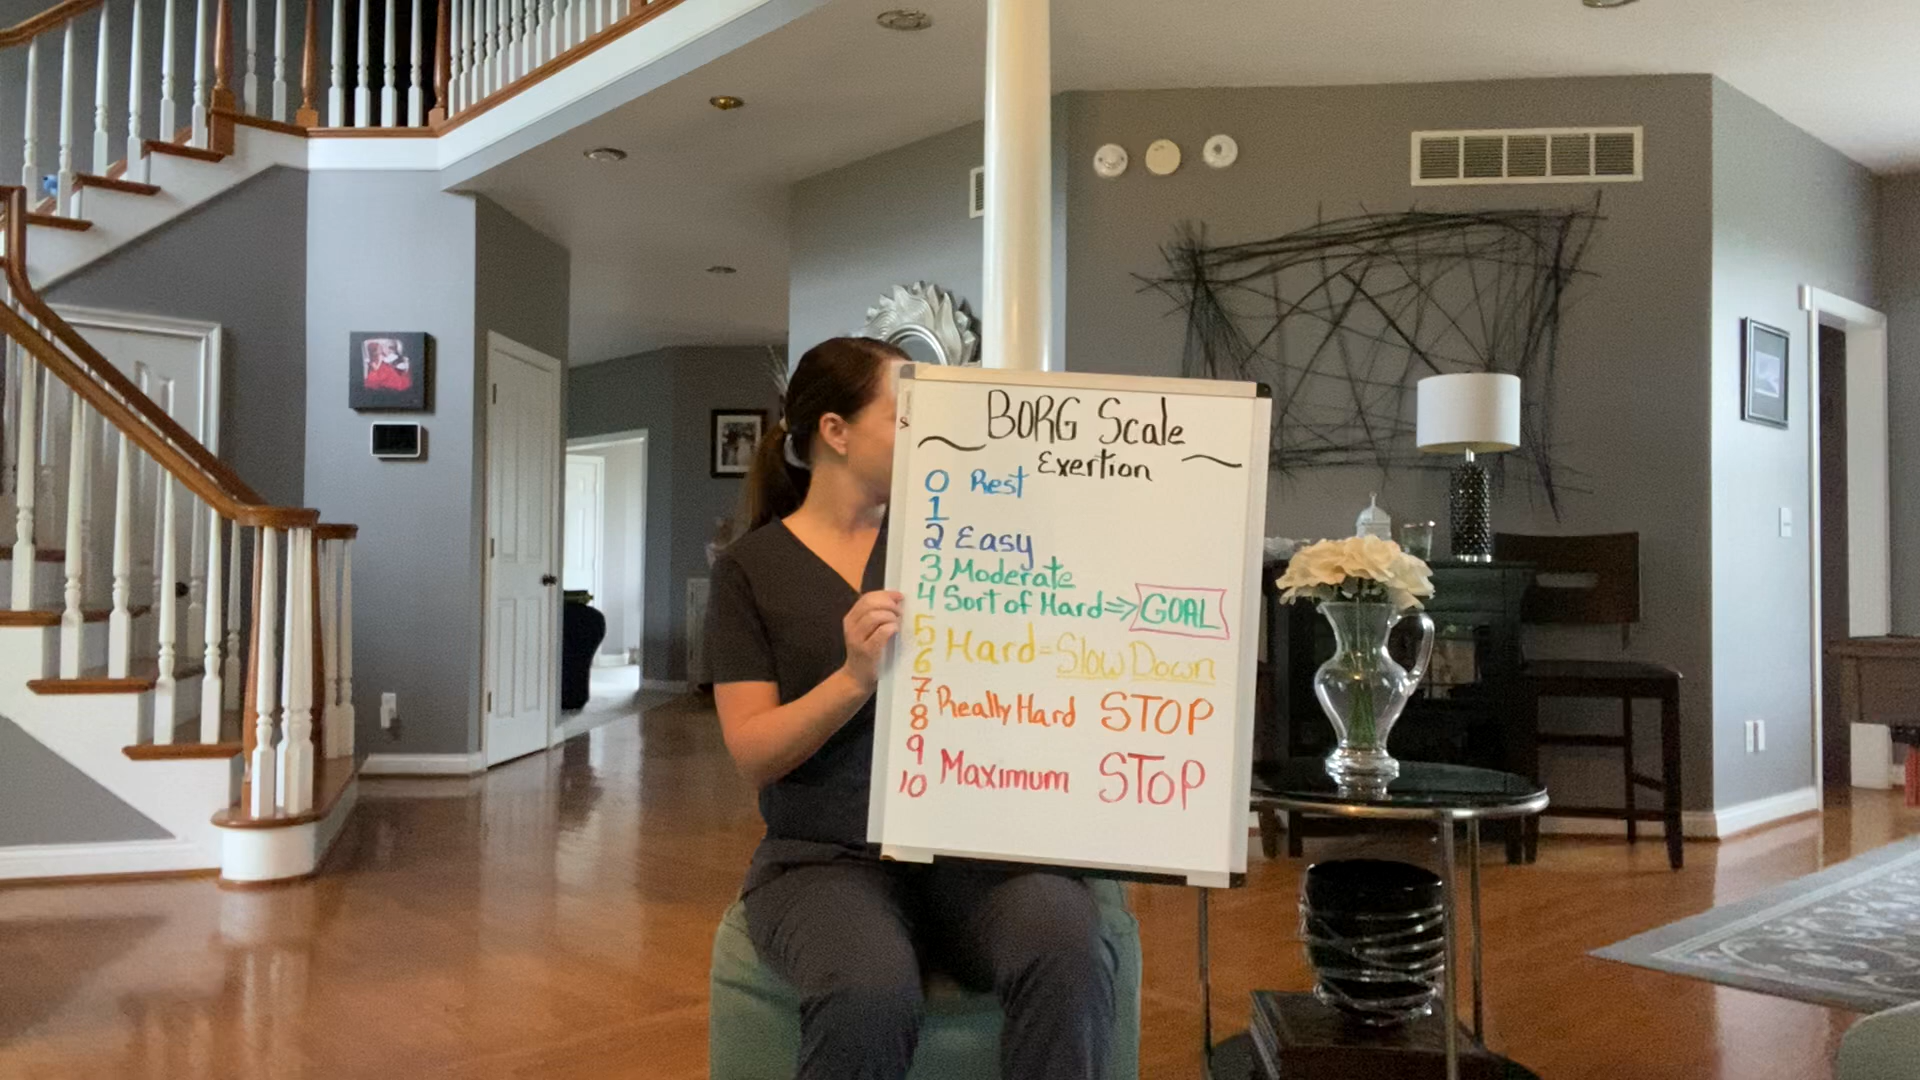 BORG Scale
Exertion
0 Rest
1
2 Easy
3 Moderate
4 Sort of Hard => GOAL
5
6 Hard = Slow Down
7
8 Really Hard STOP
9
10 Maximum STOP